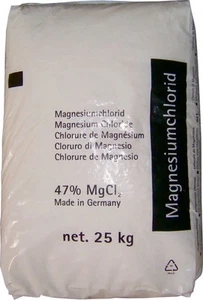 Magnesiumchlorid
Magnesium Chloride
Chlorure de Magnésium
Cloruro di Magnesio
Chlorure de Magnesio
47% MgCl₂
Made in Germany
net. 25 kg
Magnesiumchlorid